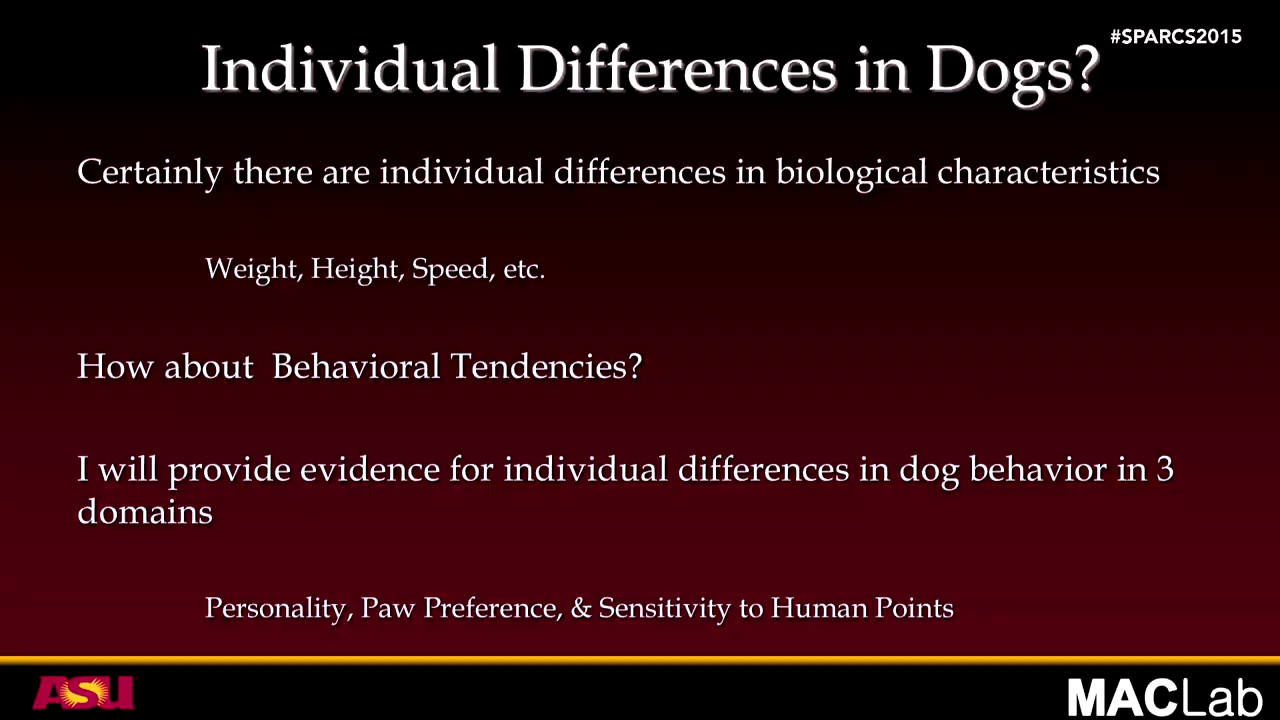 #SPARCS2015
Individual Differences in Dogs?
Certainly there are individual differences in biological characteristics
Weight, Height, Speed, etc.
How about  Behavioral Tendencies?
I will provide evidence for individual differences in dog behavior in 3
domains
Personality, Paw Preference, & Sensitivity to Human Points
ASU
MACLab